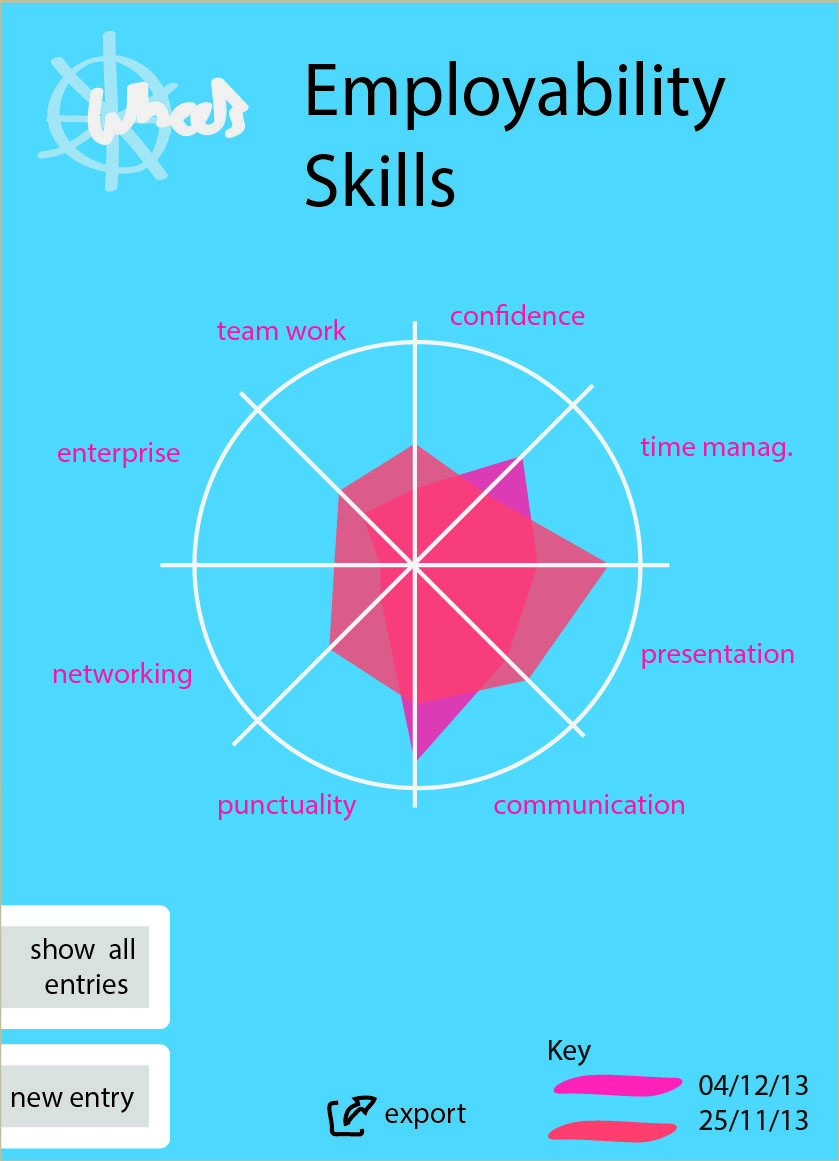 wheels
Employability
Skills
team work
confidence
enterprise
time manag.
networking
presentation
punctuality
communication
show all
entries
new entry
export
Key
04/12/13
25/11/13